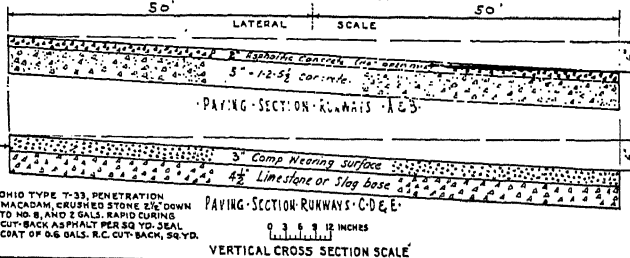 50' 50'
LATERAL SCALE
2" Asphaltic Concrete
5" = 1-2-5½ concrete.
·PAVING·SECTION·RUNWAYS·A&B·
3" Comp Wearing surface
4½" Limestone or Slag base
OHIO TYPE T-33, PENETRATION
MACADAM, CRUSHED STONE 2½" DOWN
TO NO. 8, AND 2 GALS. RAPID CURING
CUT-BACK ASPHALT PER SQ YD. SEAL
COAT OF 0.6 GALS. R.C. CUT-BACK, SQ.YD.
PAVING·SECTION·RUNWAYS·C·D&E·
0 3 6 9 12 INCHES
VERTICAL CROSS SECTION SCALE